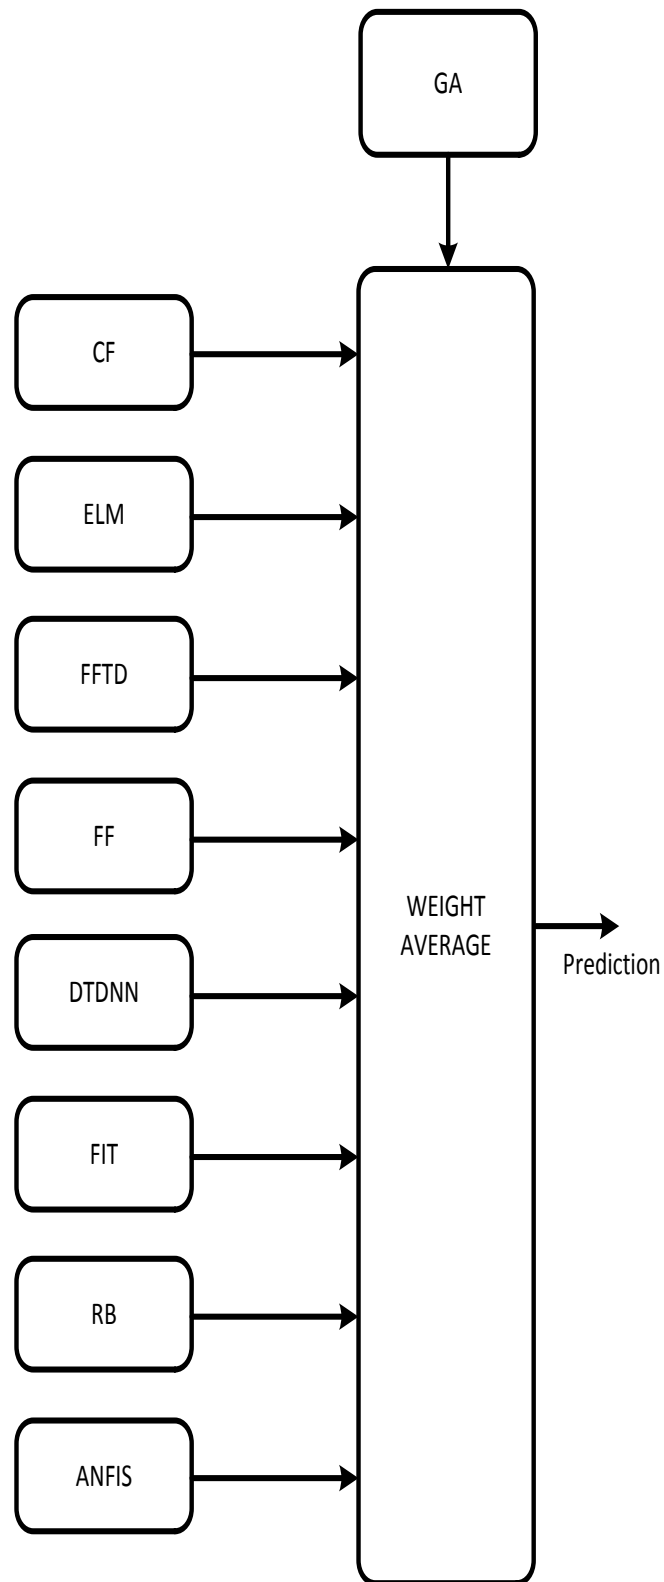 GA
CF
ELM
FFTD
FF
WEIGHT
AVERAGE
Prediction
DTDNN
FIT
RB
ANFIS